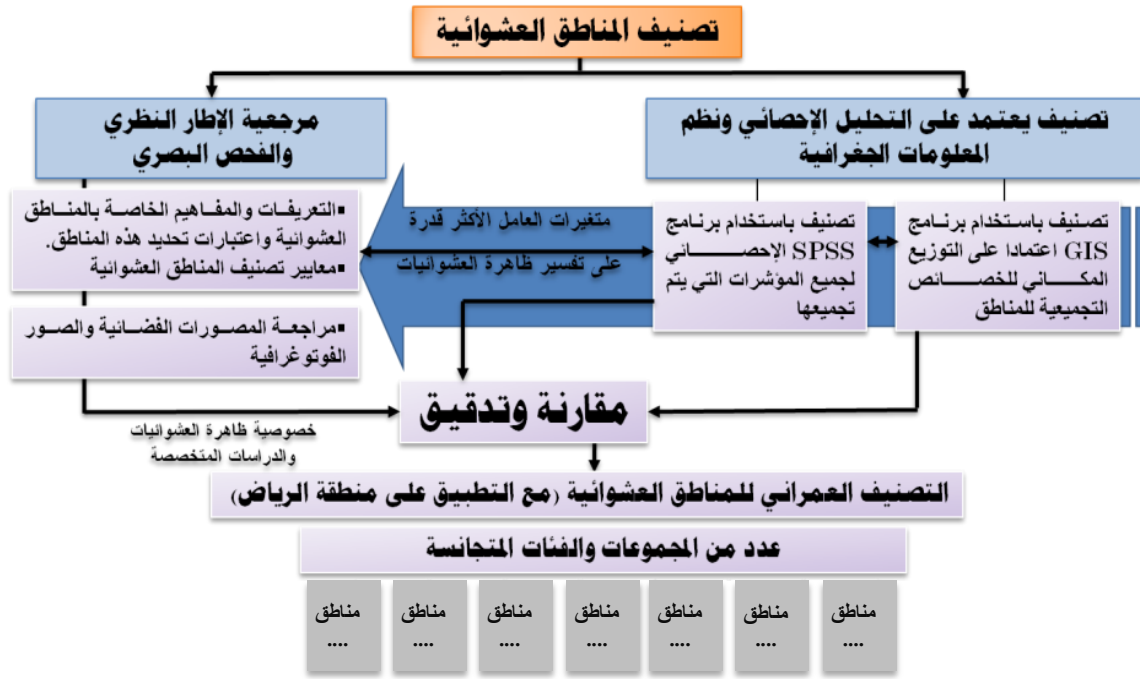 تصنيف المناطق العشوائية
تصنيف يعتمد على التحليل الإحصائي ونظم
المعلومات الجغرافية
مرجعية الإطار النظري
والفحص البصري
تصنيف باستخدام برنامج
GIS اعتمادا على التوزيع
المكاني للخصائص
التجميعية للمناطق
تصنيف باستخدام برنامج
SPSS الإحصائي
لجميع المؤشرات التي يتم
تجميعها
متغيرات العامل الأكثر قدرة
على تفسير ظاهرة العشوائيات
▪التعريفات والمفاهيم الخاصة بالمناطق
العشوائية واعتبارات تحديد هذه المناطق.
▪معايير تصنيف المناطق العشوائية
▪مراجعة المصورات الفضائية والصور
الفوتوغرافية
مقارنة وتدقيق
خصوصية ظاهرة العشوائيات
والدراسات المتخصصة
التصنيف العمراني للمناطق العشوائية (مع التطبيق على منطقة الرياض)
عدد من المجموعات والفئات المتجانسة
مناطق
....
مناطق
....
مناطق
....
مناطق
....
مناطق
....
مناطق
....
مناطق
....